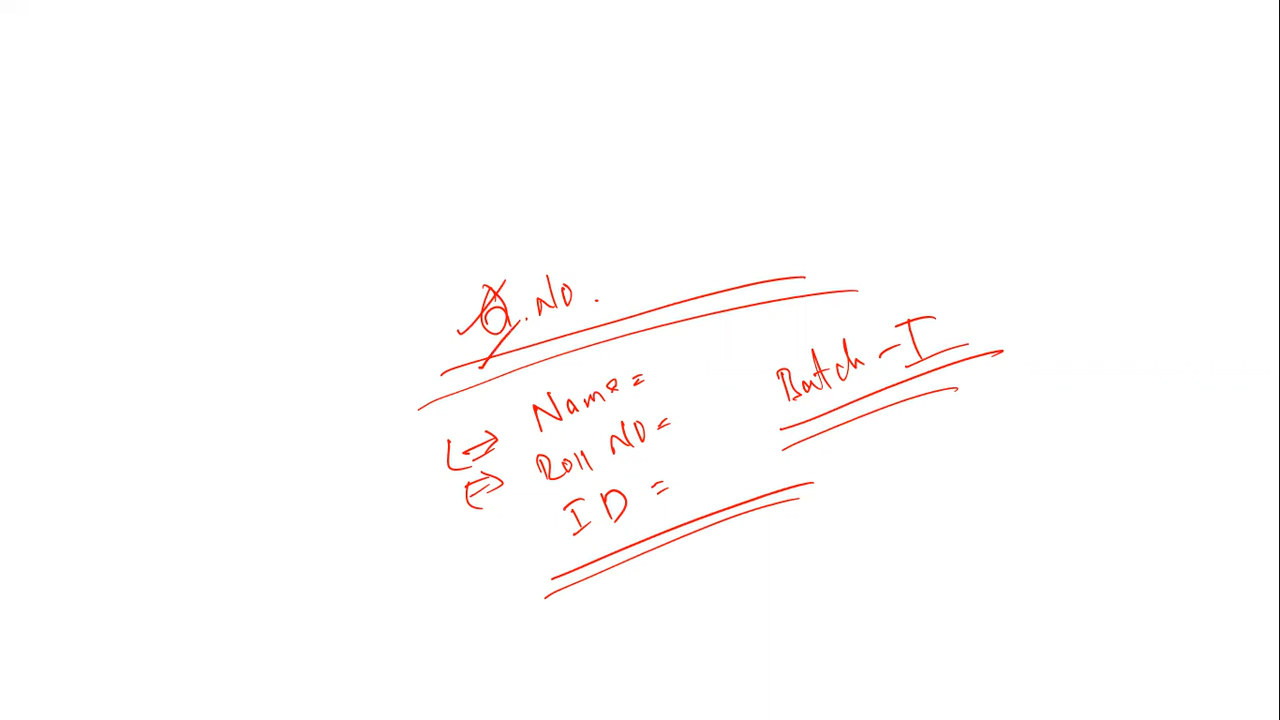 Q.No.
Name=
Batch-I
Roll No=
ID=